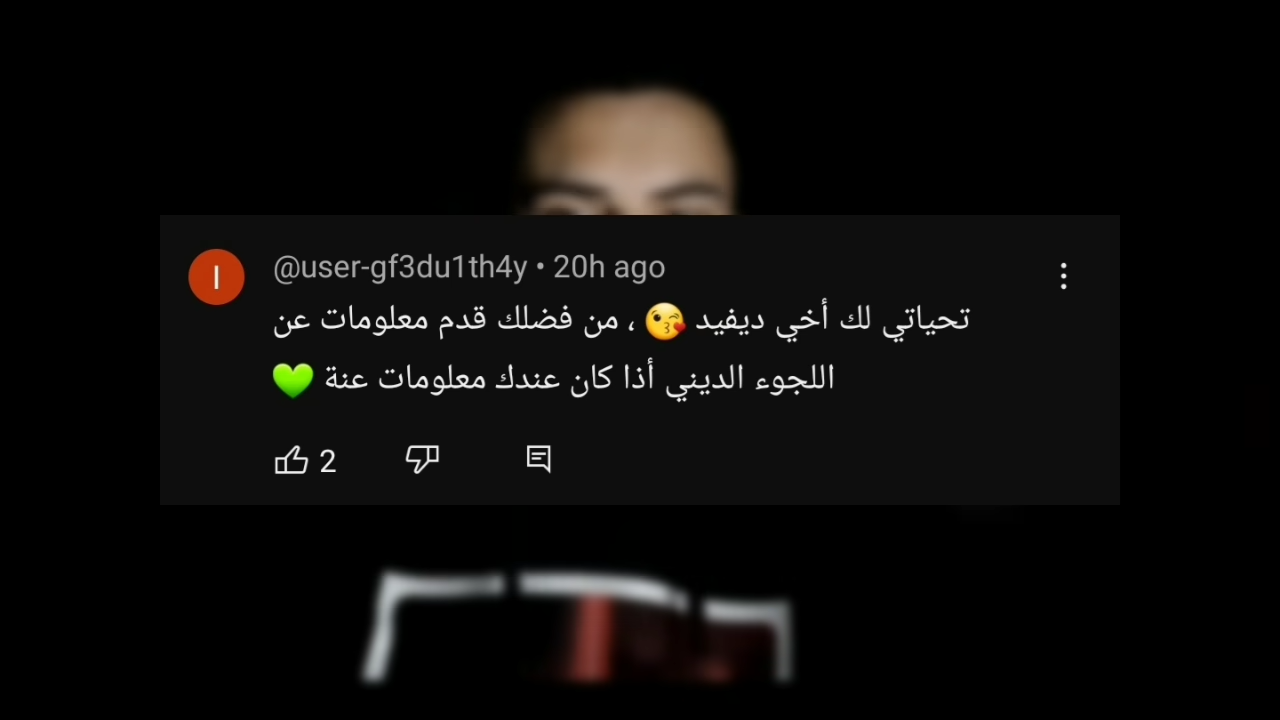 @user-gf3du1th4y • 20h ago
تحياتي لك أخي ديفيد 😘 ، من فضلك قدم معلومات عن
اللجوء الديني أذا كان عندك معلومات عنة 💚
2